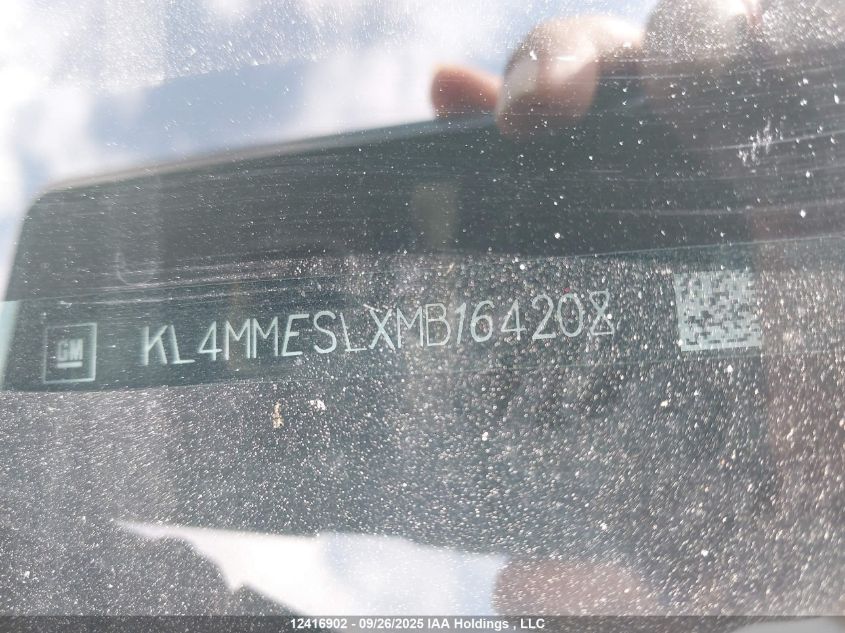 GM KL4MMESLXMB164208
12416902 - 09/26/2025 IAA Holdings , LLC